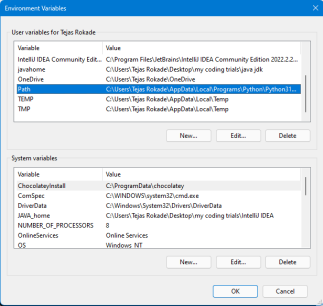 Environment Variables
User variables for Tejas Rokade
Variable Value
IntelliJ IDEA Community Edit... C:\Program Files\JetBrains\IntelliJ IDEA Community Edition 2022.2.2...
javahome C:\Users\Tejas Rokade\Desktop\my coding trials\java jdk
OneDrive C:\Users\Tejas Rokade\OneDrive
Path C:\Users\Tejas Rokade\AppData\Local\Programs\Python\Python31...
TEMP C:\Users\Tejas Rokade\AppData\Local\Temp
TMP C:\Users\Tejas Rokade\AppData\Local\Temp
New... Edit... Delete
System variables
Variable Value
ChocolateyInstall C:\ProgramData\chocolatey
ComSpec C:\WINDOWS\system32\cmd.exe
DriverData C:\Windows\System32\Drivers\DriverData
JAVA_home C:\Users\Tejas Rokade\Desktop\my coding trials\IntelliJ IDEA
NUMBER_OF_PROCESSORS 8
OnlineServices Online Services
OS Windows_NT
New... Edit... Delete
OK Cancel